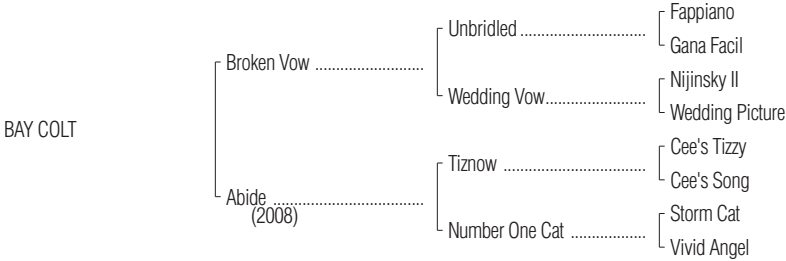 Fappiano
Unbridled ..............................
Gana Facil
Broken Vow ..........................
Nijinsky II
Wedding Vow........................
Wedding Picture
BAY COLT
Cee's Tizzy
Tiznow ..................................
Cee's Song
Abide ....................................
(2008)
Storm Cat
Number One Cat ..................
Vivid Angel